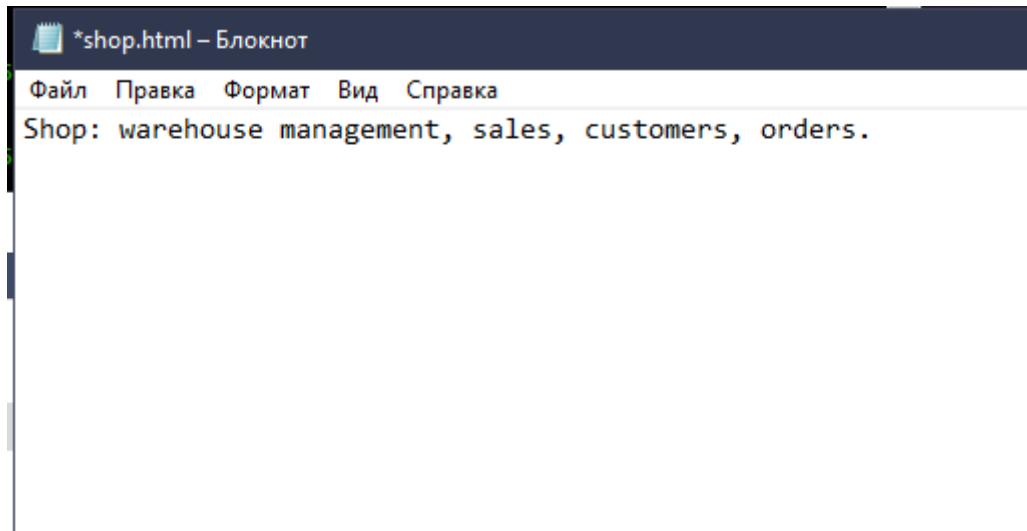 *shop.html – Блокнот
Файл Правка Формат Вид Справка
Shop: warehouse management, sales, customers, orders.